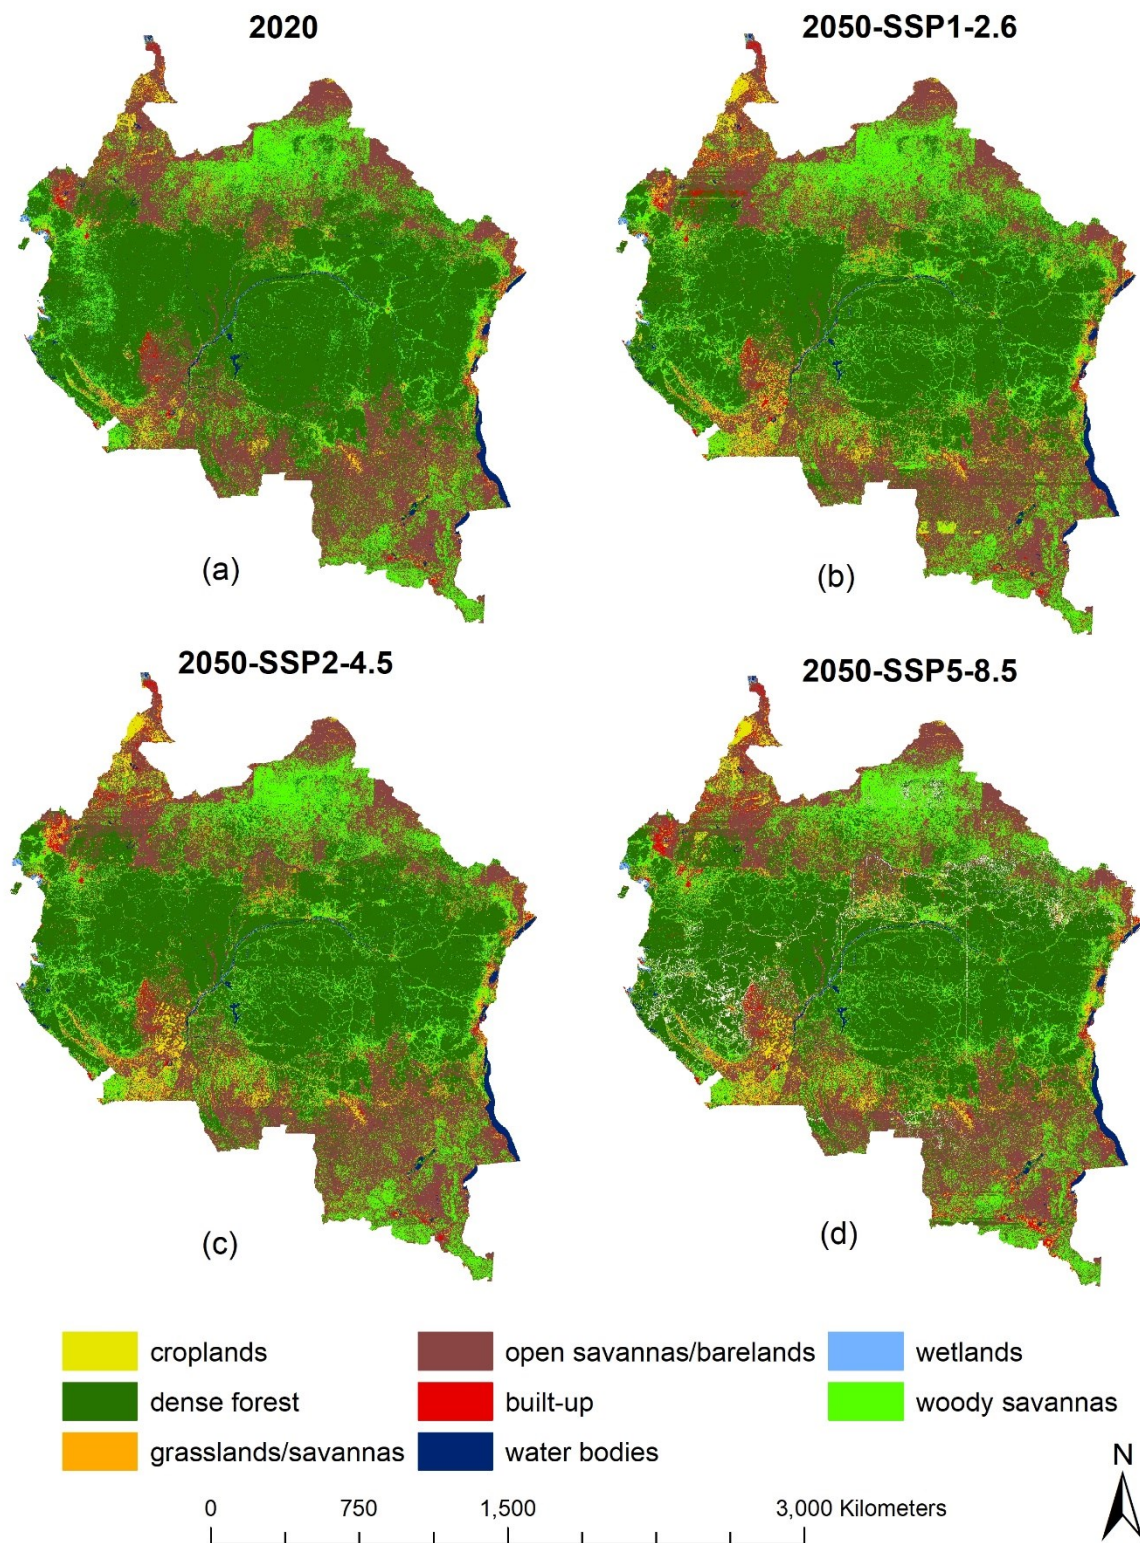 2020
2050-SSP1-2.6
(a)
(b)
2050-SSP2-4.5
2050-SSP5-8.5
(c)
(d)
croplands
open savannas/barelands
wetlands
dense forest
built-up
woody savannas
grasslands/savannas
water bodies
N
0 750 1,500 3,000 Kilometers